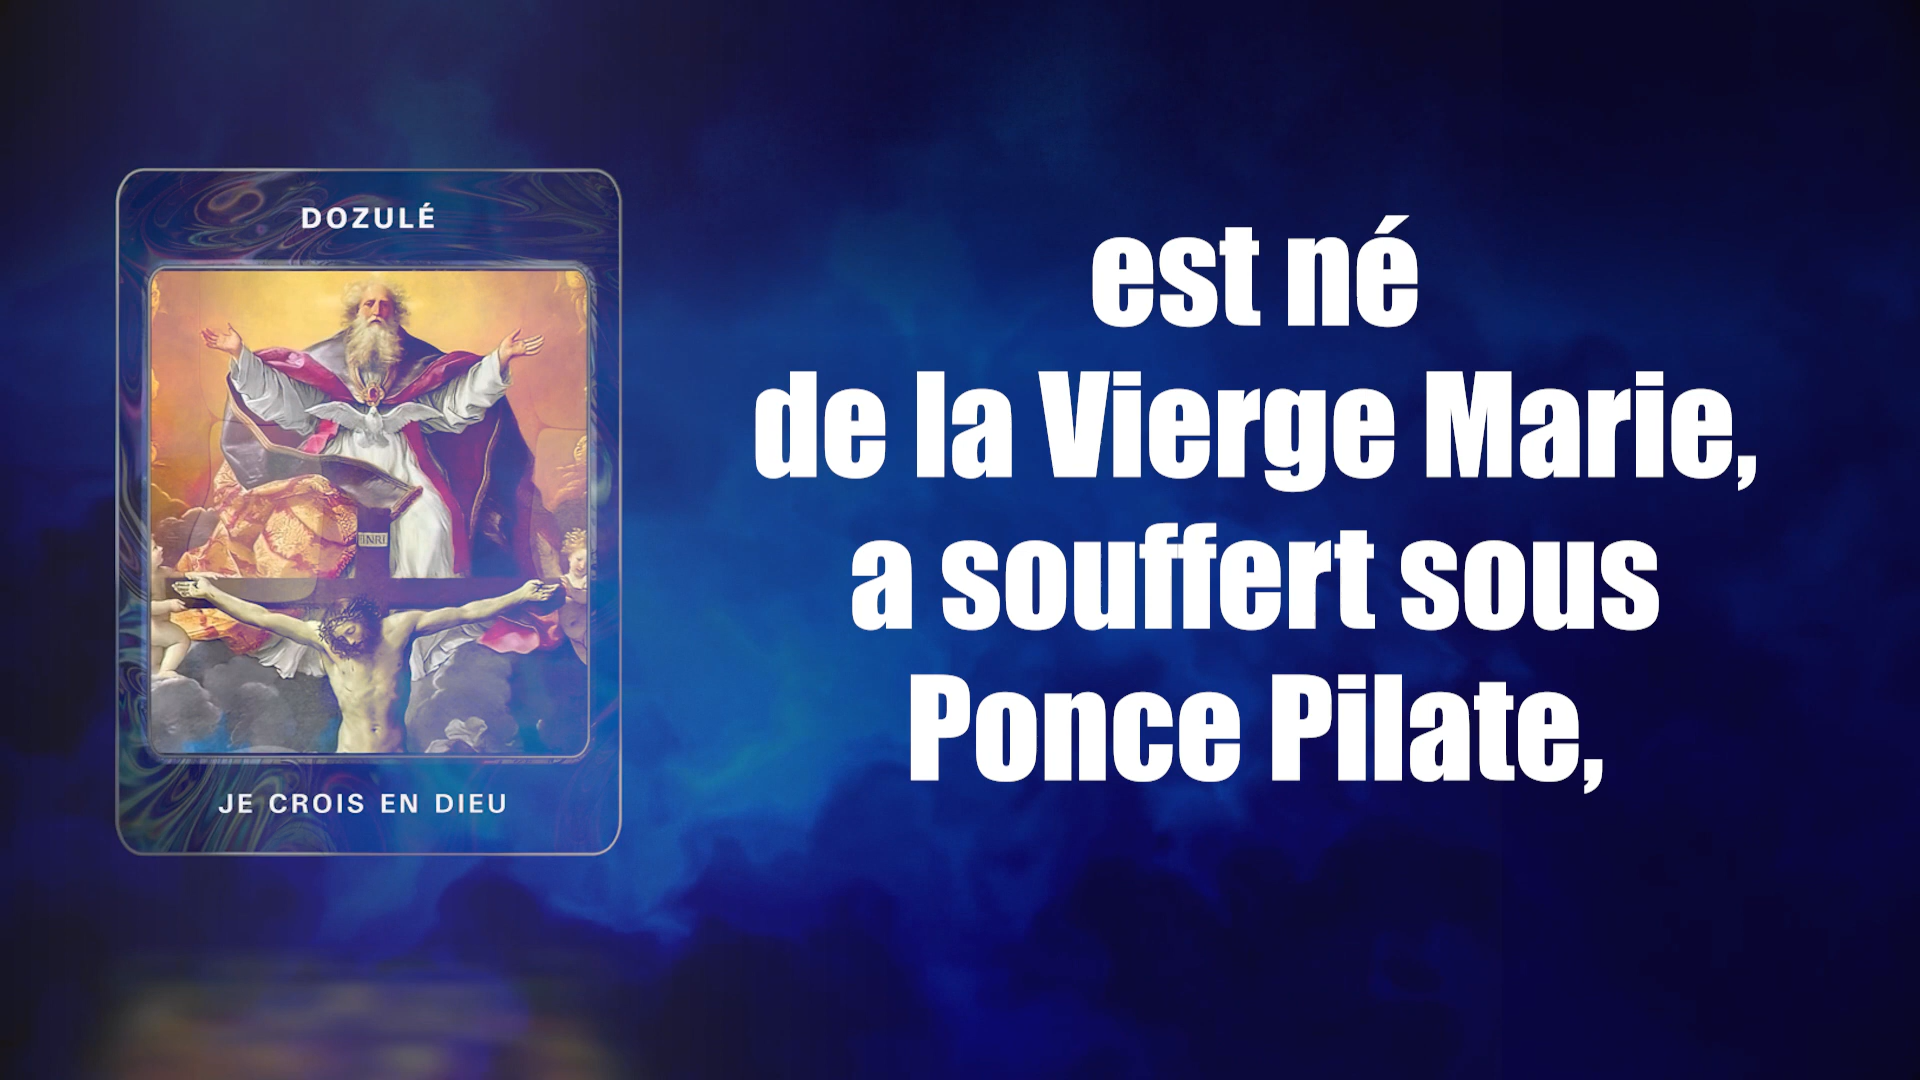 DOZULÉ
INRI
JE CROIS EN DIEU
est né
de la Vierge Marie,
a souffert sous
Ponce Pilate,